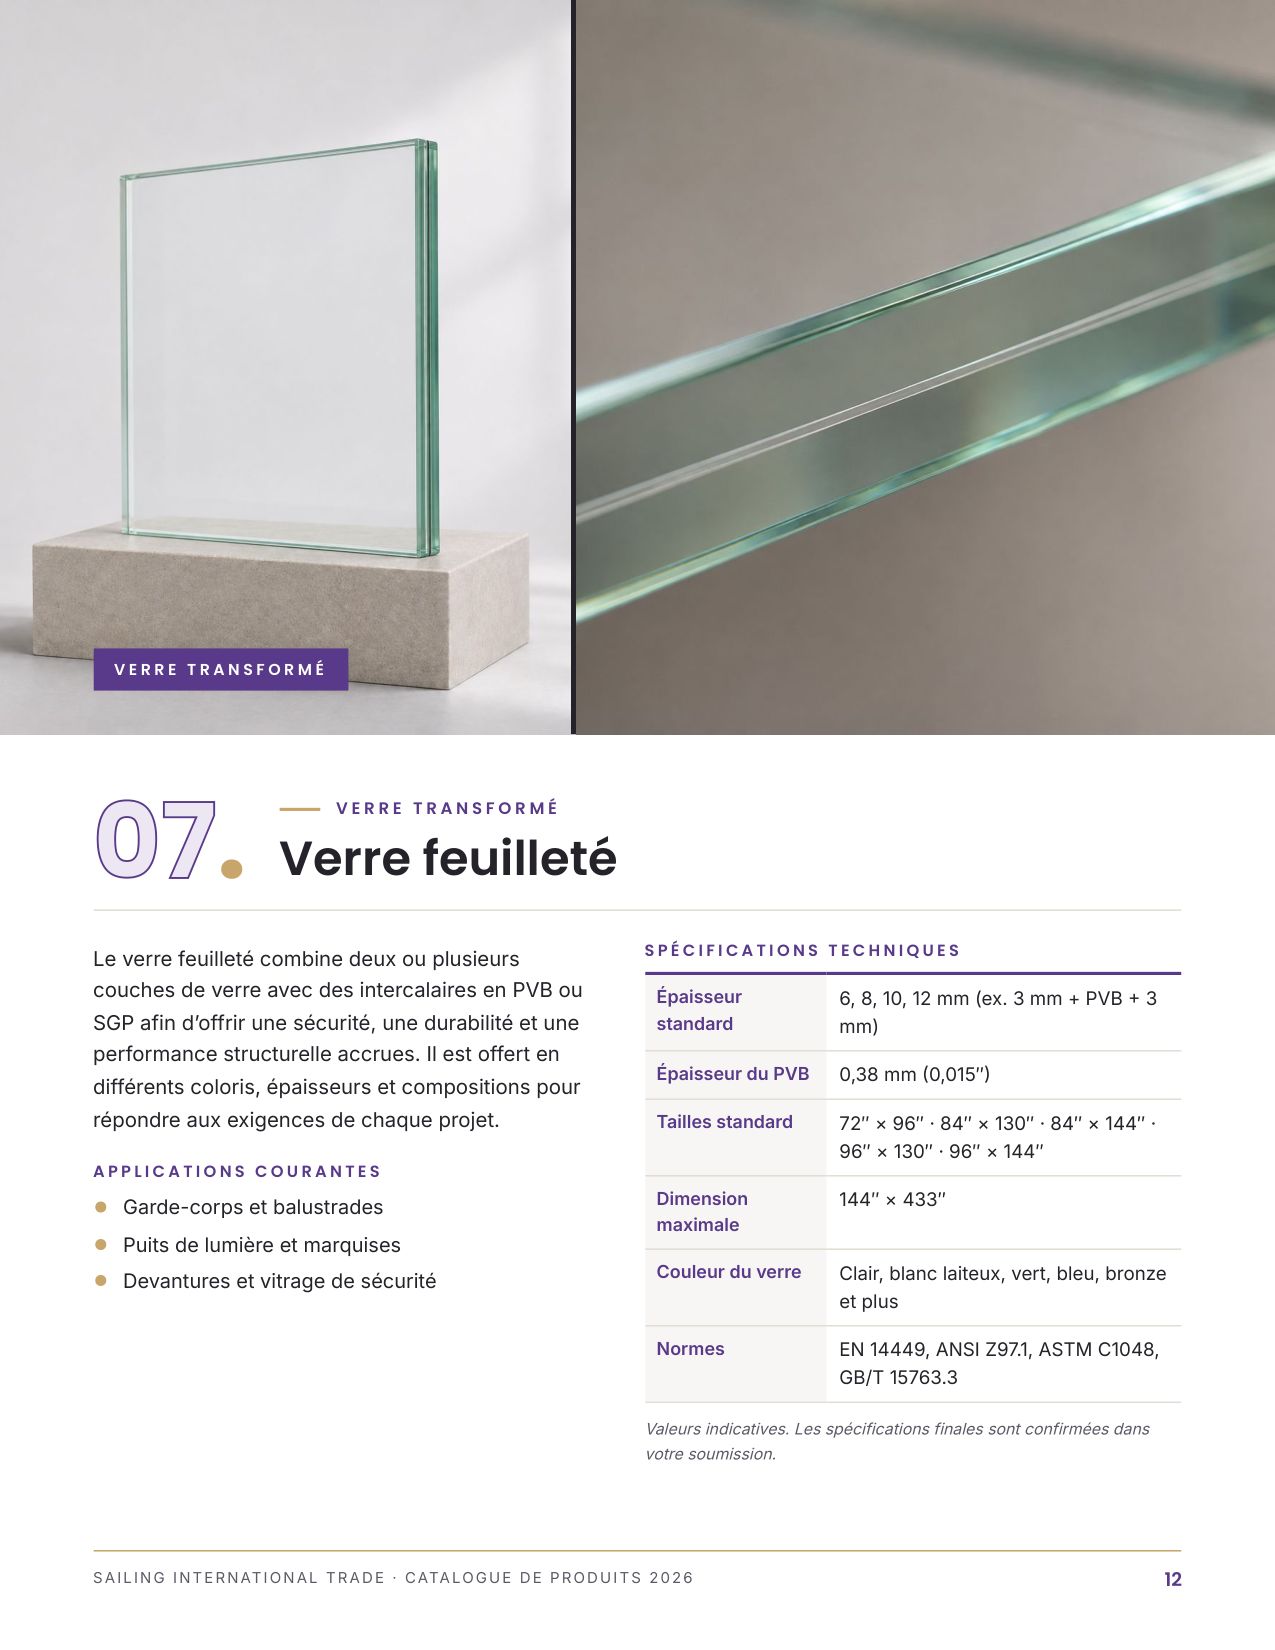 VERRE TRANSFORMÉ
07.
VERRE TRANSFORMÉ
Verre feuilleté
Le verre feuilleté combine deux ou plusieurs
couches de verre avec des intercalaires en PVB ou
SGP afin d’offrir une sécurité, une durabilité et une
performance structurelle accrues. Il est offert en
différents coloris, épaisseurs et compositions pour
répondre aux exigences de chaque projet.
APPLICATIONS COURANTES
Garde-corps et balustrades
Puits de lumière et marquises
Devantures et vitrage de sécurité
SPÉCIFICATIONS TECHNIQUES
Épaisseur
standard
6, 8, 10, 12 mm (ex. 3 mm + PVB + 3
mm)
Épaisseur du PVB
0,38 mm (0,015″)
Tailles standard
72″ × 96″ · 84″ × 130″ · 84″ × 144″ ·
96″ × 130″ · 96″ × 144″
Dimension
maximale
144″ × 433″
Couleur du verre
Clair, blanc laiteux, vert, bleu, bronze
et plus
Normes
EN 14449, ANSI Z97.1, ASTM C1048,
GB/T 15763.3
Valeurs indicatives. Les spécifications finales sont confirmées dans
votre soumission.
SAILING INTERNATIONAL TRADE · CATALOGUE DE PRODUITS 2026
12